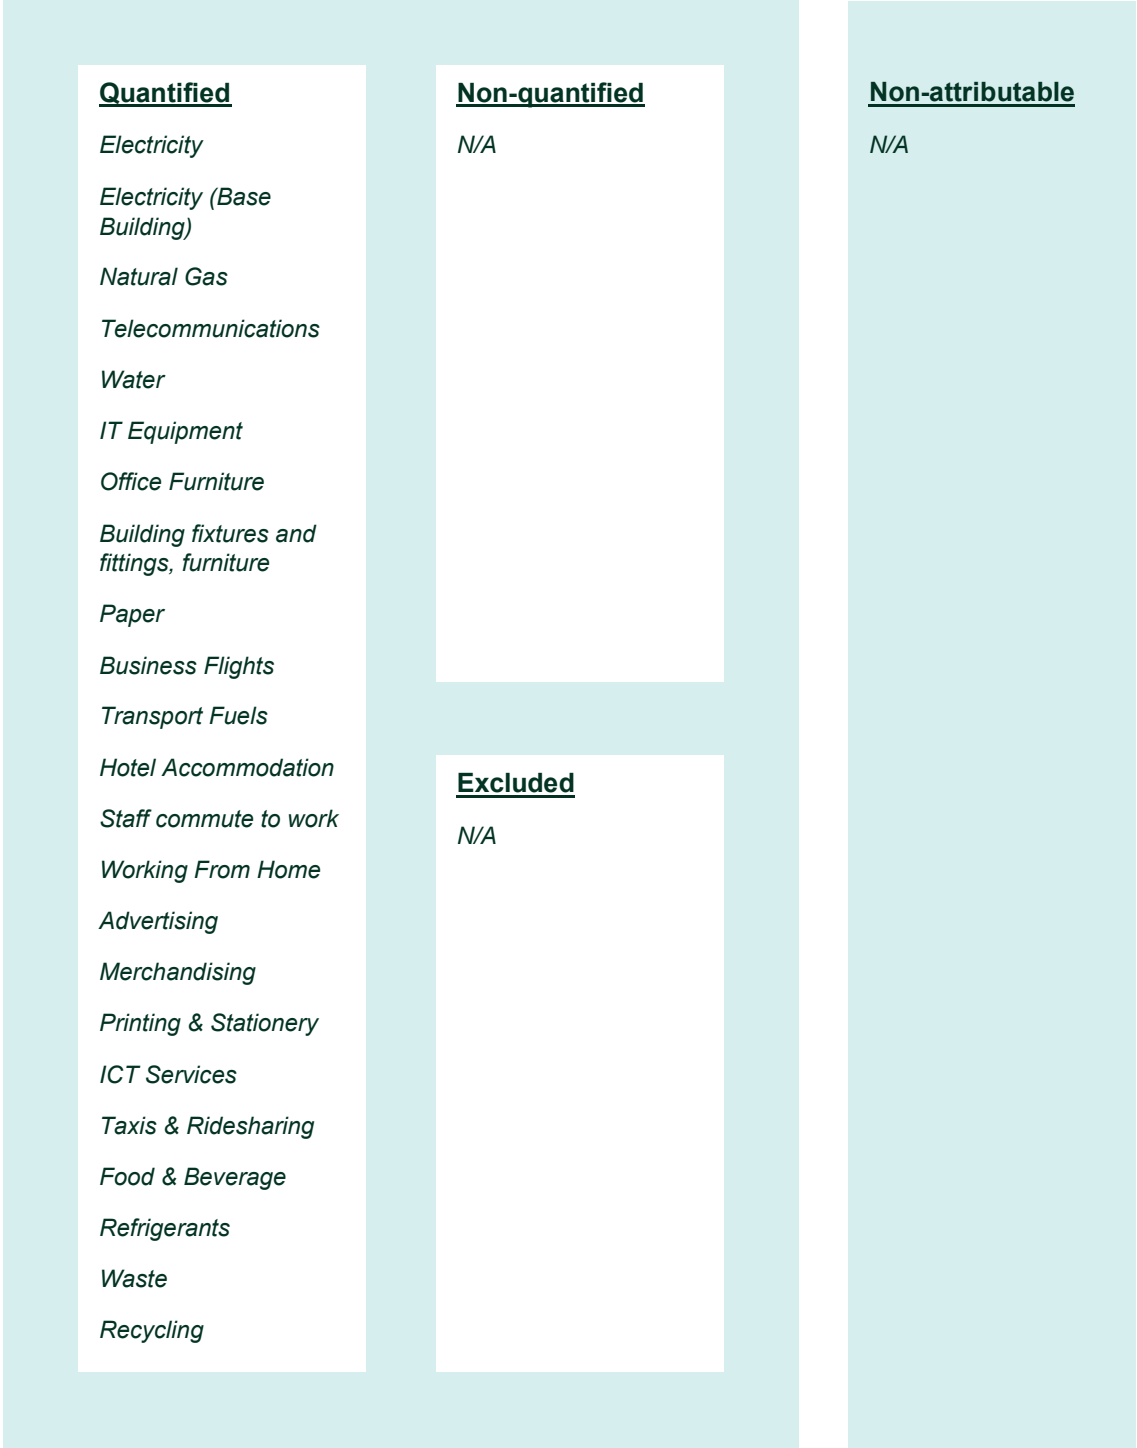 Quantified
Electricity
Electricity (Base
Building)
Natural Gas
Telecommunications
Water
IT Equipment
Office Furniture
Building fixtures and
fittings, furniture
Paper
Business Flights
Transport Fuels
Hotel Accommodation
Staff commute to work
Working From Home
Advertising
Merchandising
Printing & Stationery
ICT Services
Taxis & Ridesharing
Food & Beverage
Refrigerants
Waste
Recycling
Non-quantified
N/A
Excluded
N/A
Non-attributable
N/A